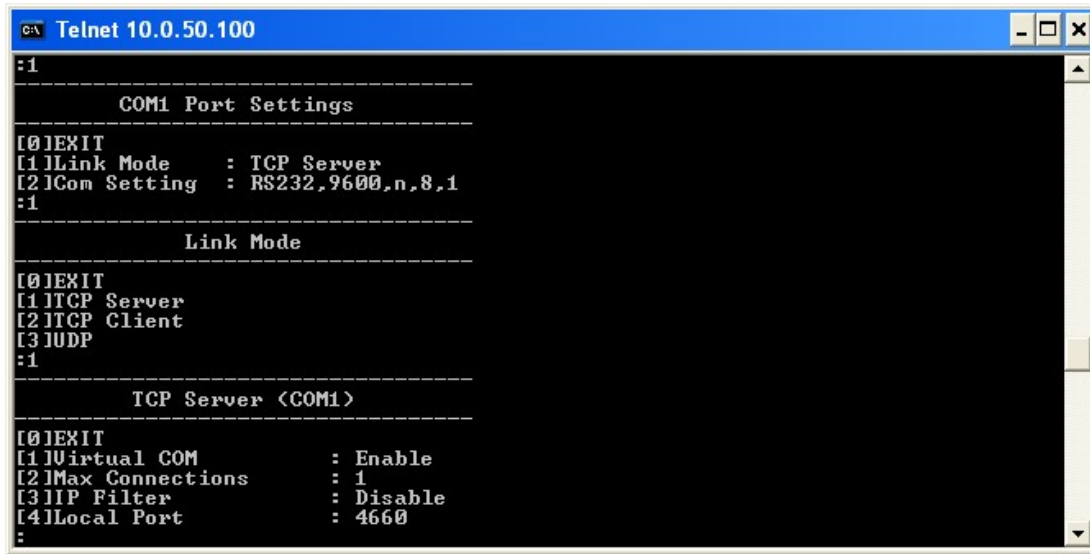 Telnet 10.0.50.100
:1
COM1 Port Settings
[0]EXIT
[1]Link Mode : TCP Server
[2]Com Setting : RS232,9600,n,8,1
:1
Link Mode
[0]EXIT
[1]TCP Server
[2]TCP Client
[3]UDP
:1
TCP Server (COM1)
[0]EXIT
[1]Virtual COM : Enable
[2]Max Connections : 1
[3]IP Filter : Disable
[4]Local Port : 4660
: